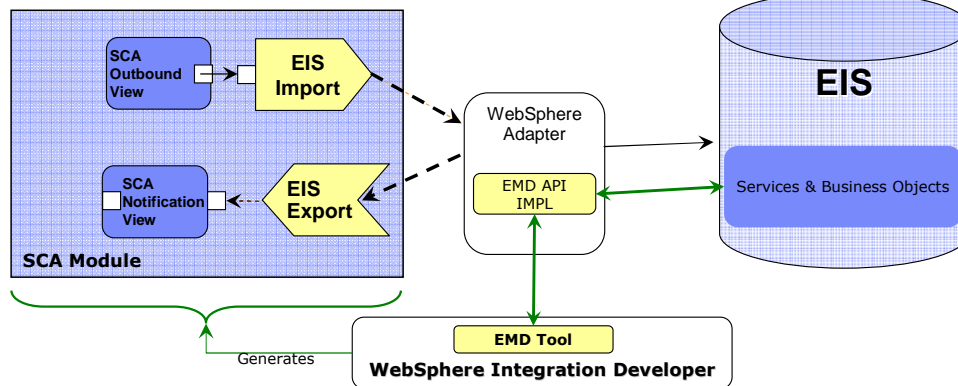 SCA
Outbound
View
EIS
Import
WebSphere
Adapter
EIS
EMD API
IMPL
Services & Business Objects
SCA
Notification
View
EIS
Export
SCA Module
Generates
EMD Tool
WebSphere Integration Developer